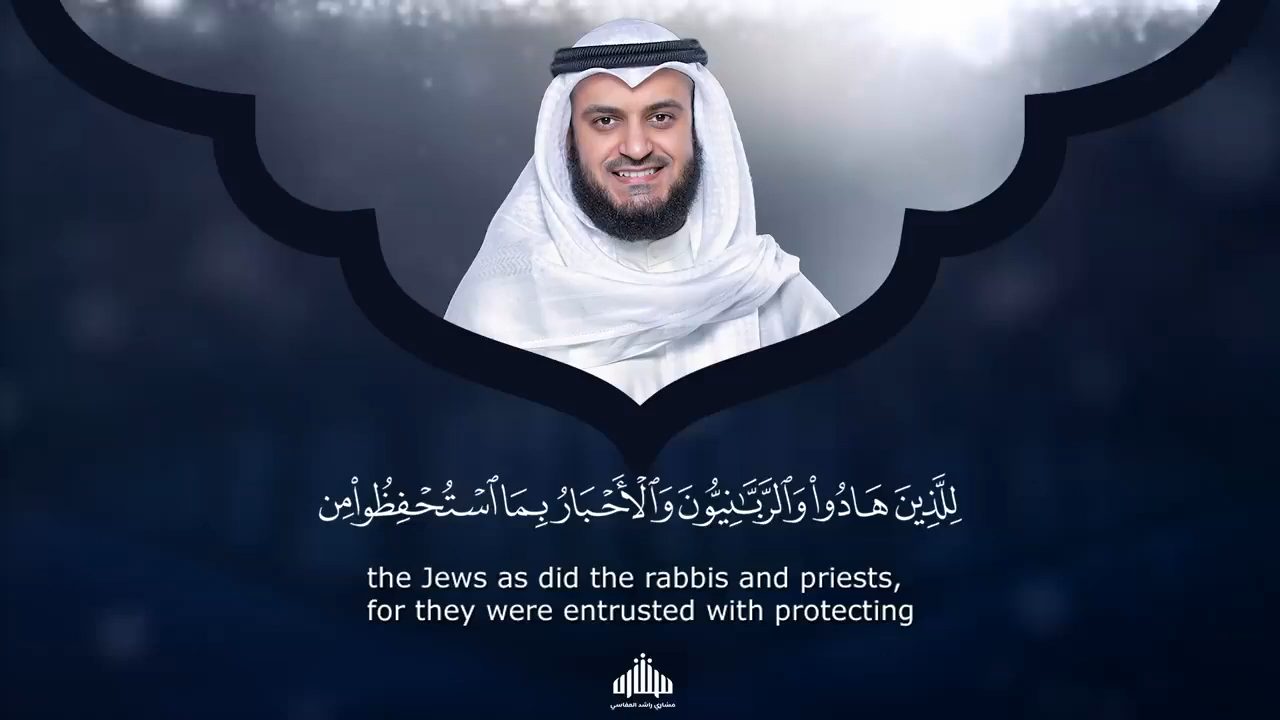 لِلَّذِينَ هَادُوا۟ وَٱلرَّبَّـٰنِيُّونَ وَٱلْأَحْبَارُ بِمَا ٱسْتُحْفِظُوا۟ مِن
the Jews as did the rabbis and priests,
for they were entrusted with protecting
مشاري راشد العفاسي